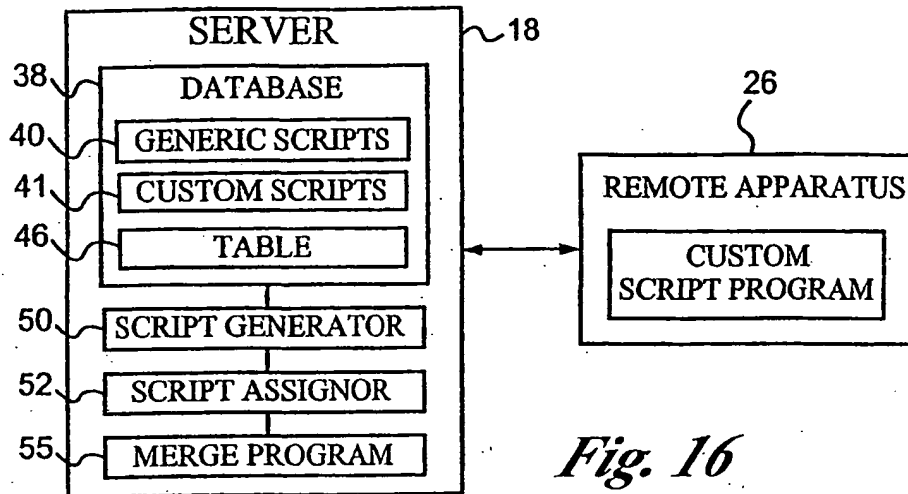 SERVER
18
38
DATABASE
40
GENERIC SCRIPTS
41
CUSTOM SCRIPTS
46
TABLE
50
SCRIPT GENERATOR
52
SCRIPT ASSIGNOR
55
MERGE PROGRAM
26
REMOTE APPARATUS
CUSTOM
SCRIPT PROGRAM
Fig. 16